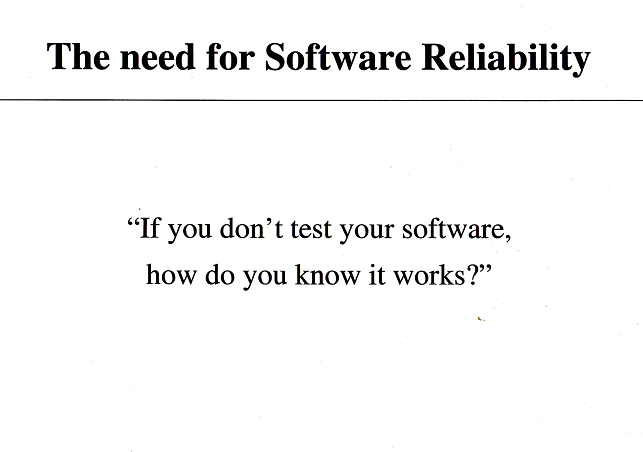 The need for Software Reliability
“If you don’t test your software,
how do you know it works?”